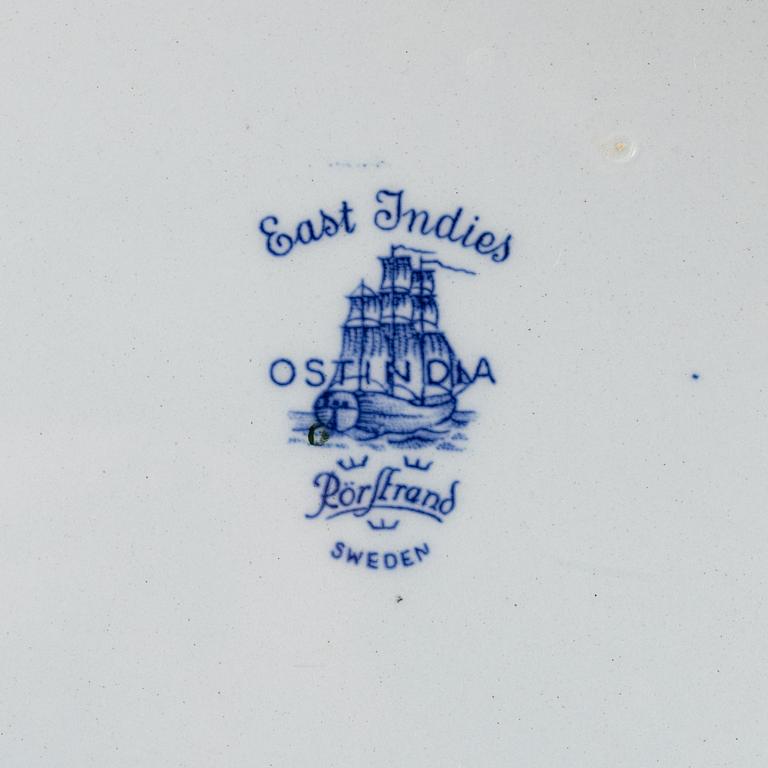 East Indies
OSTINDIA
Rörstrand
SWEDEN